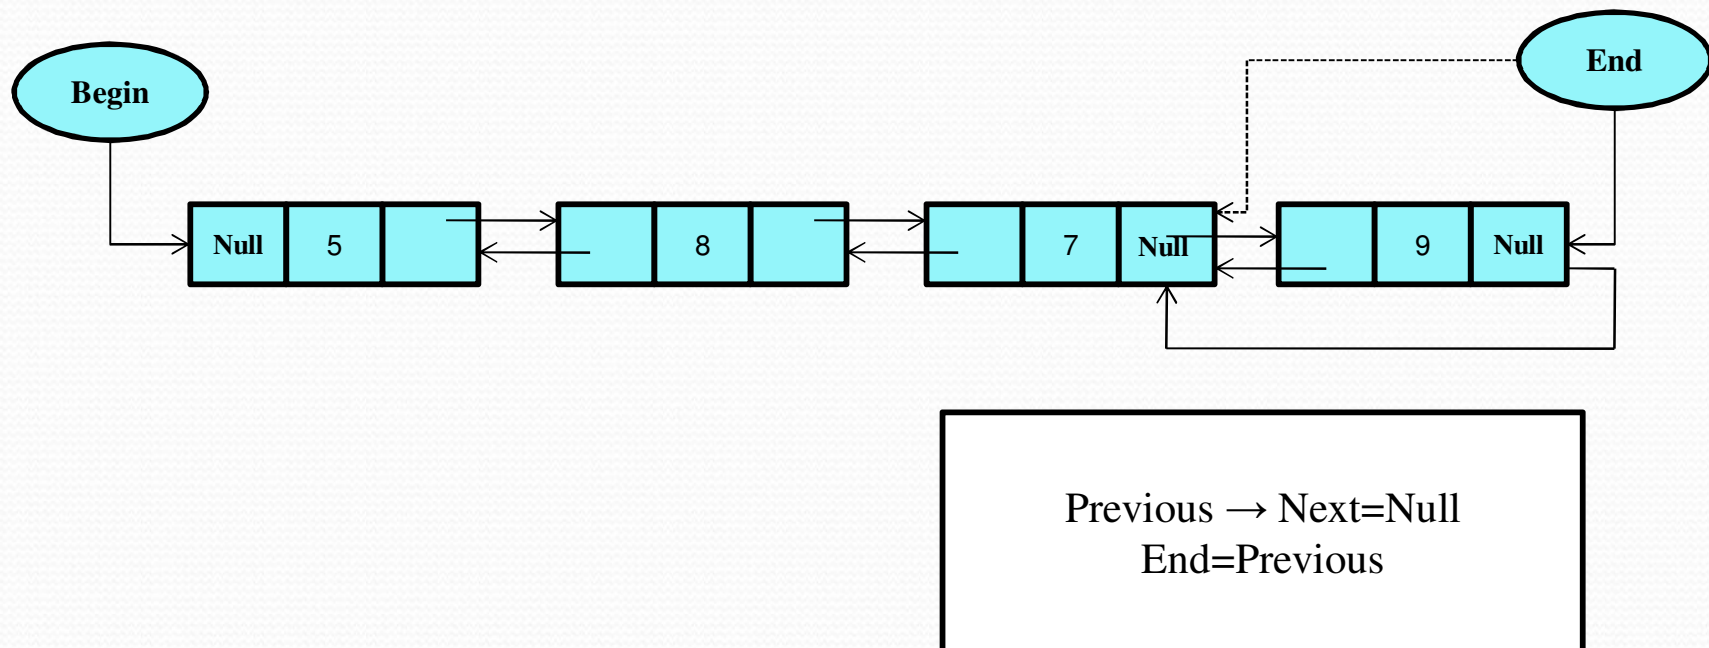 End
Begin
Null 5 8 7 Null 9 Null
Previous → Next=Null
End=Previous